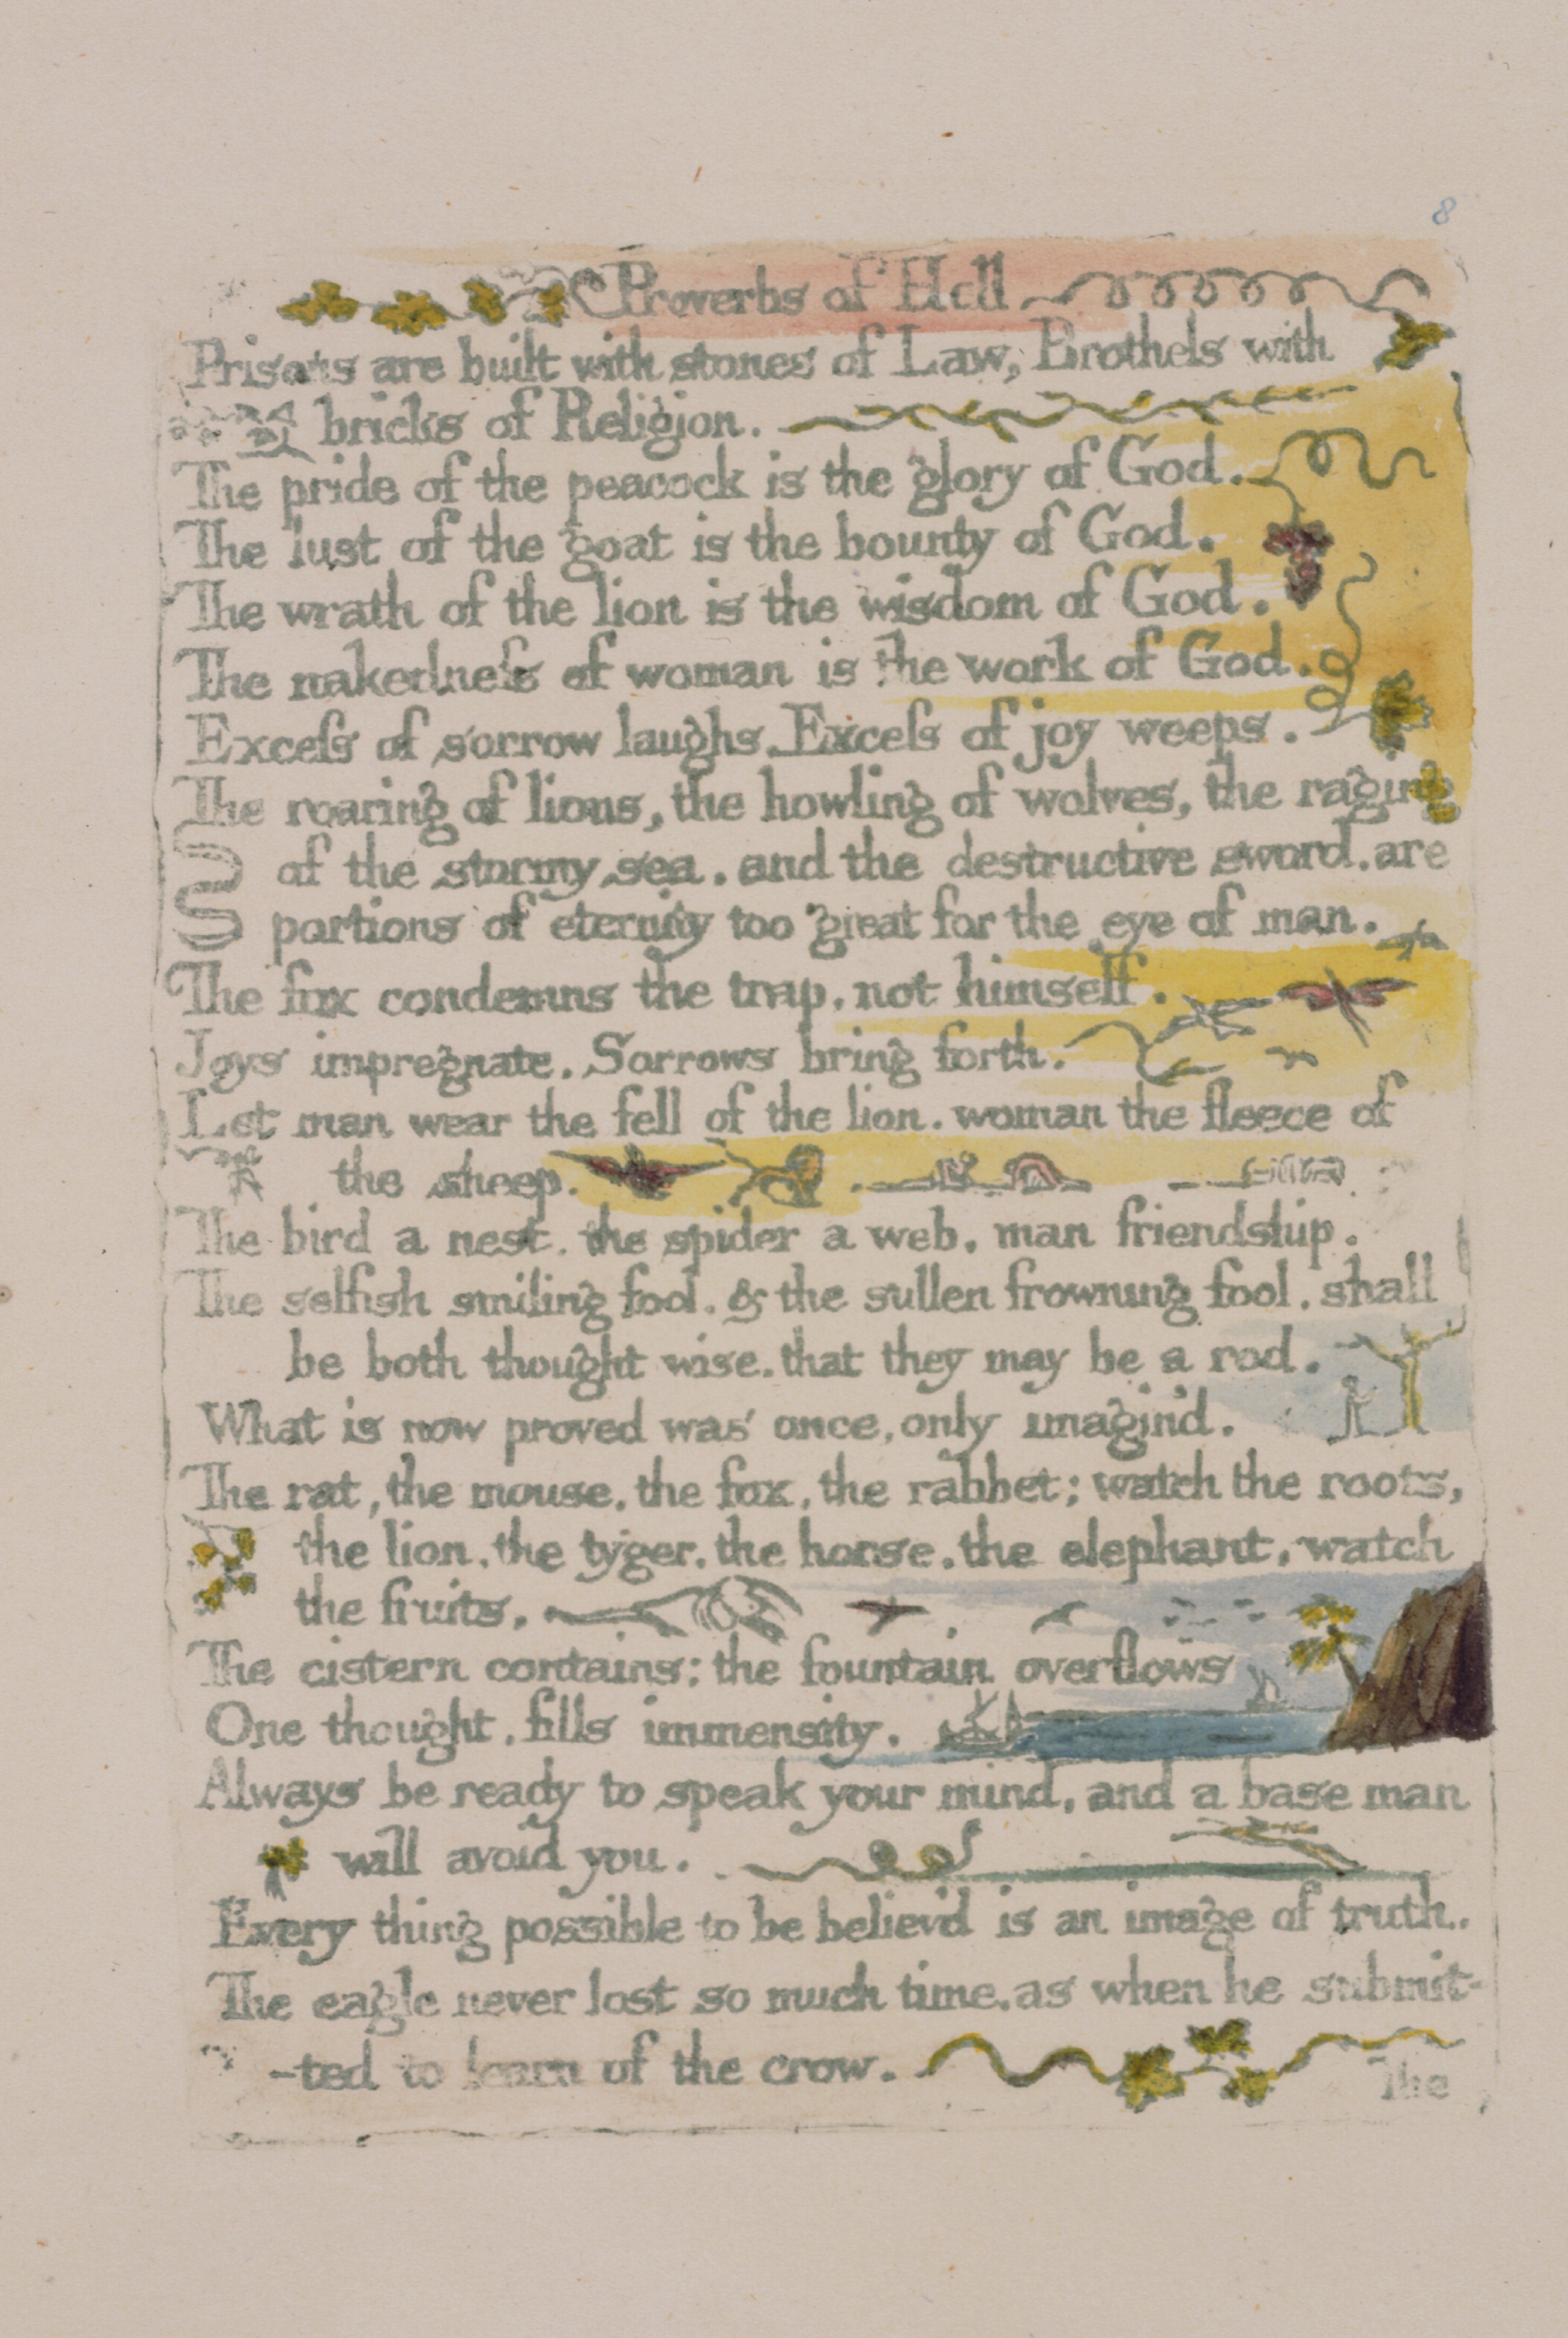 8
Proverbs of Hell
Prisons are built with stones of Law, Brothels with
bricks of Religion.
The pride of the peacock is the glory of God.
The lust of the goat is the bounty of God.
The wrath of the lion is the wisdom of God.
The nakedneſs of woman is the work of God.
Exceſs of sorrow laughs. Exceſs of joy weeps.
The roaring of lions, the howling of wolves, the raging
of the stormy sea. and the destructive sword. are
portions of eternity too great for the eye of man.
The fox condemns the trap. not himself.
Joys impregnate. Sorrows bring forth.
Let man wear the fell of the lion. woman the fleece of
the sheep.
The bird a nest. the spider a web. man friendship.
The selfish smiling fool. & the sullen frowning fool. shall
be both thought wise. that they may be a rod.
What is now proved was once, only imagin'd.
The rat, the mouse. the fox. the rabbet; watch the roots,
the lion. the tyger. the horse. the elephant. watch
the fruits.
The cistern contains: the fountain overflows
One thought. fills immensity.
Always be ready to speak your mind, and a base man
will avoid you.
Every thing possible to be believ'd is an image of truth.
The eagle never lost so much time. as when he submit-
-ted to learn of the crow.
The